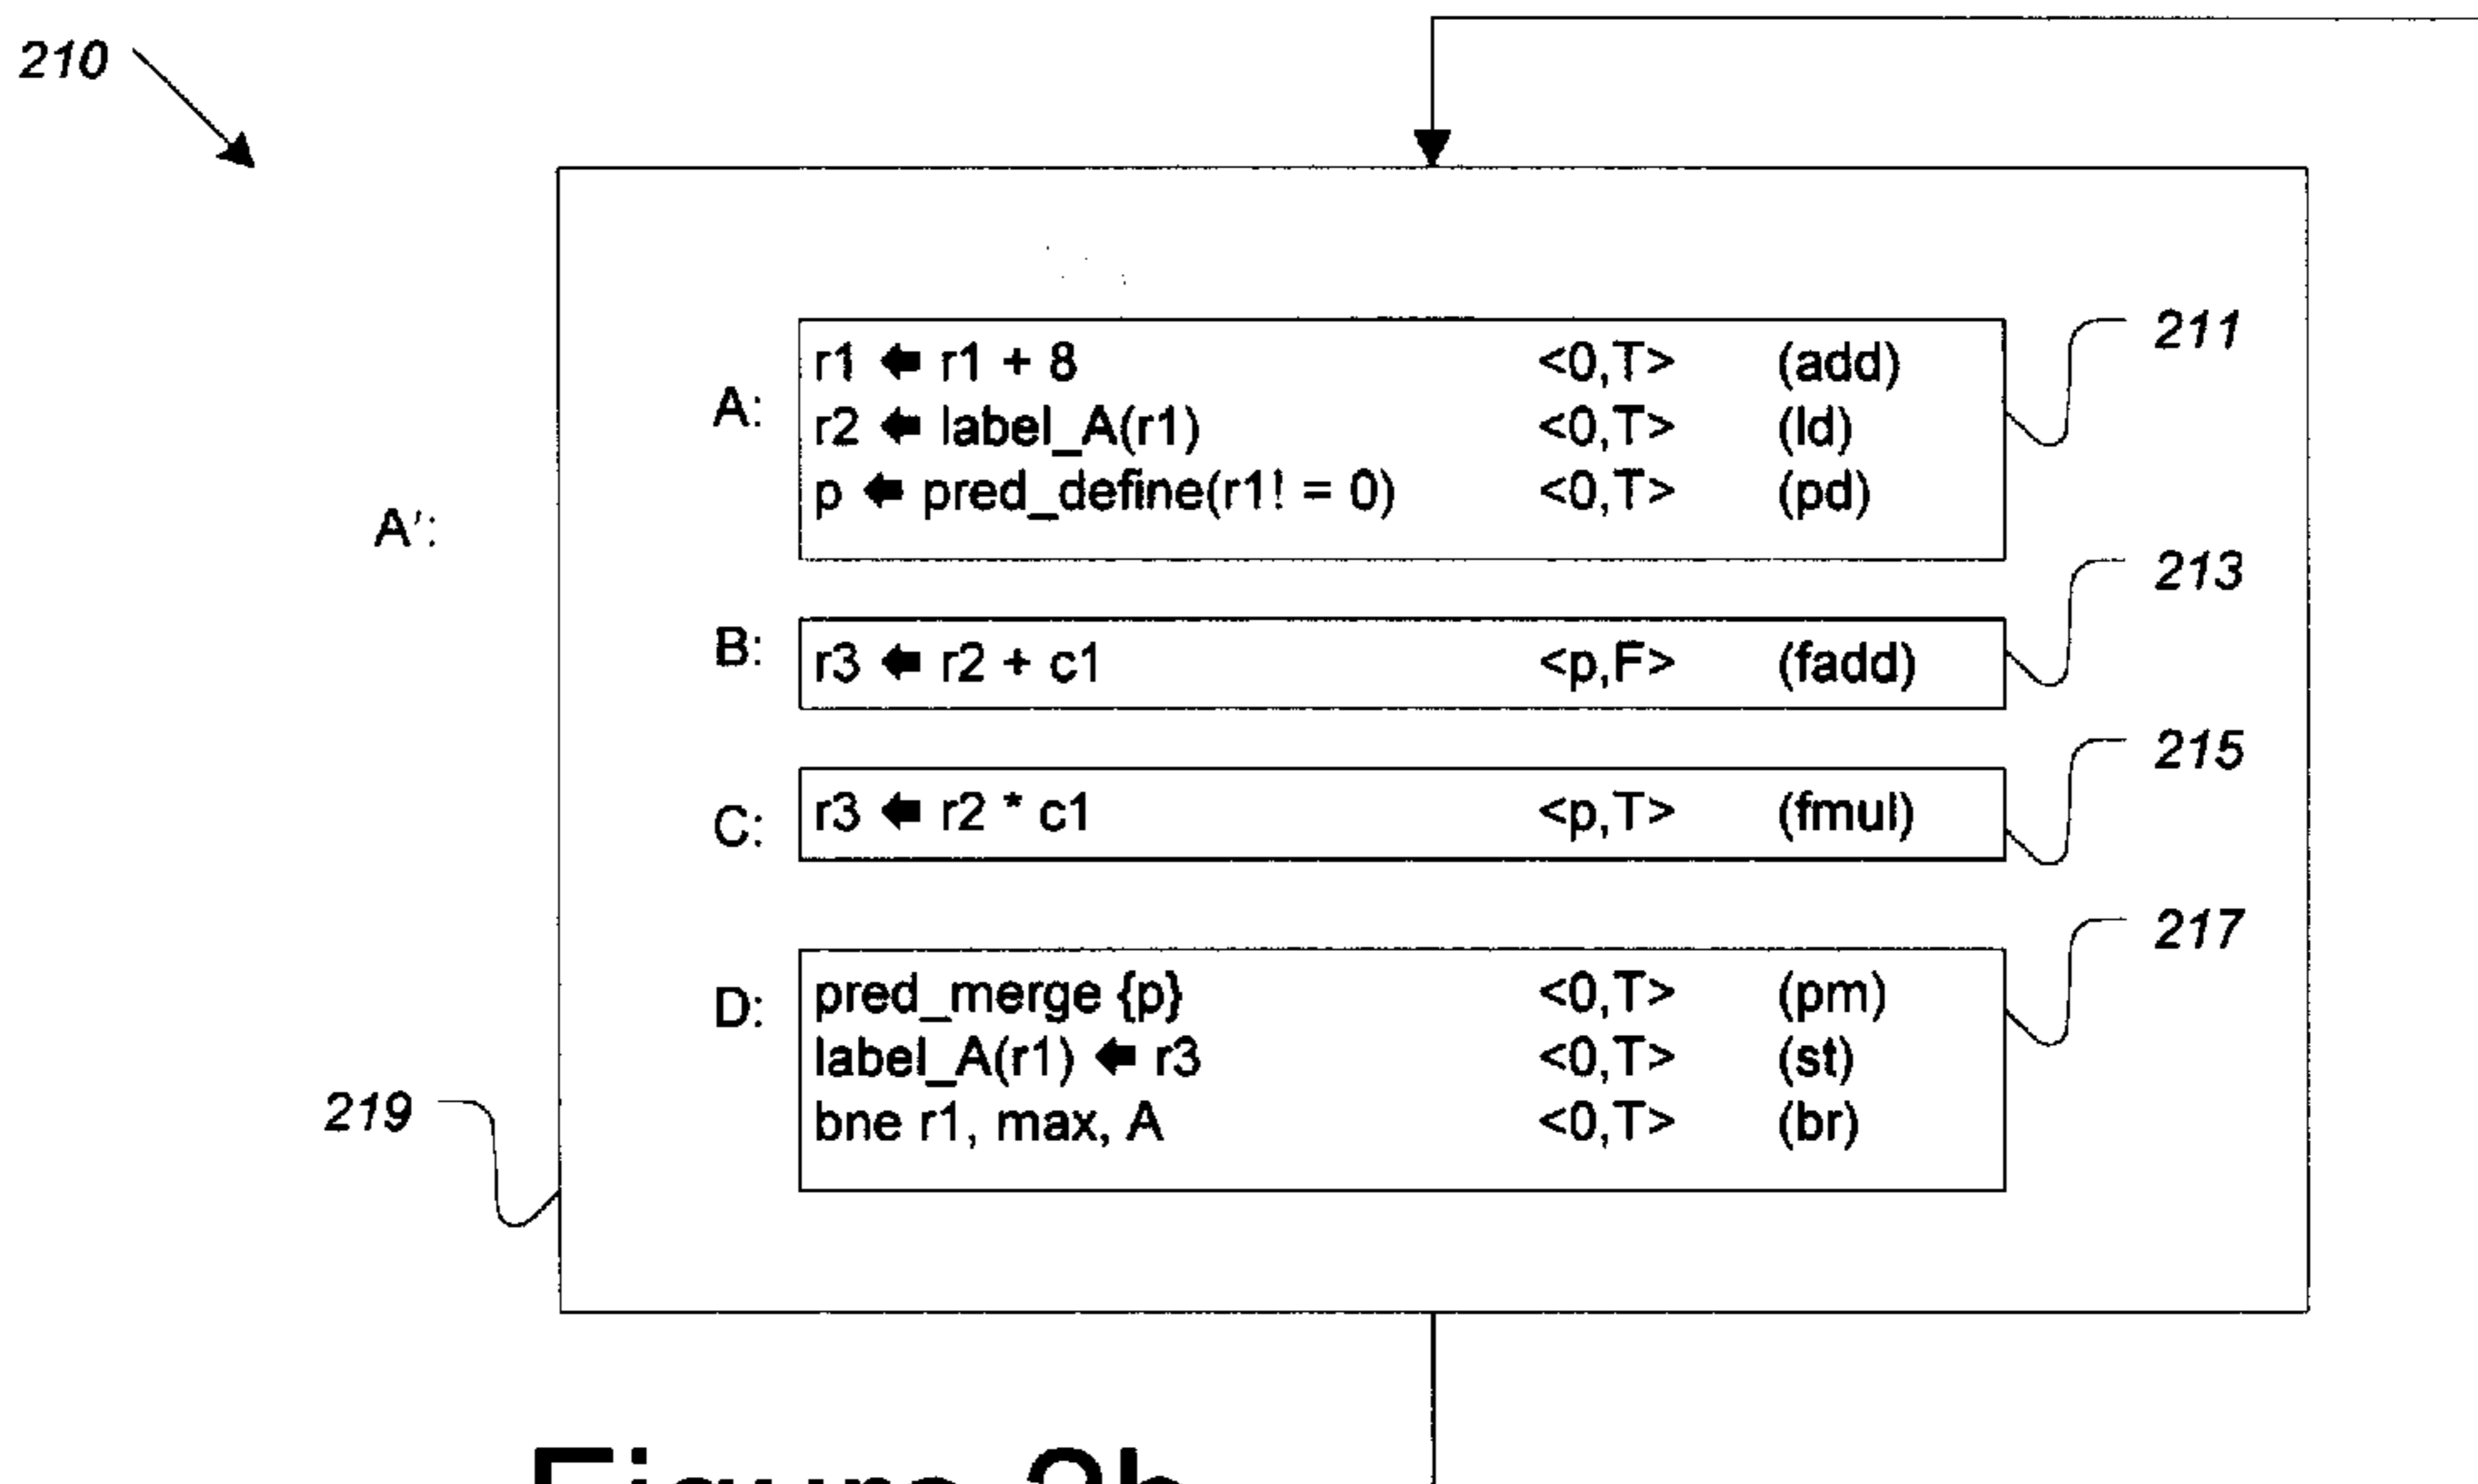 210
r1 ← r1 + 8 <0,T> (add)
211
A:
r2 ← label_A(r1) <0,T> (ld)
p ← pred_define(r1! = 0) <0,T> (pd)
A':
213
B:
r3 ← r2 + c1 <p,F> (fadd)
215
C:
r3 ← r2 * c1 <p,T> (fmul)
217
D:
pred_merge {p} <0,T> (pm)
label_A(r1) ← r3 <0,T> (st)
219
bne r1, max, A <0,T> (br)